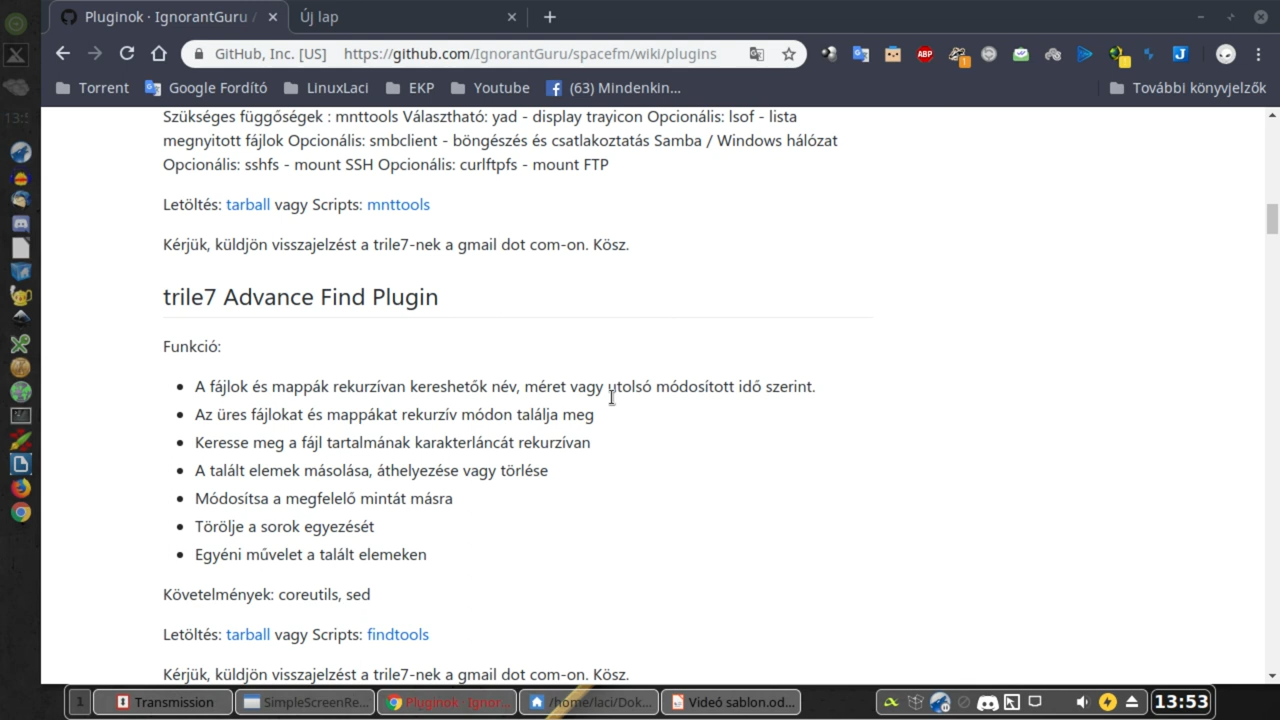 Pluginok · IgnorantGuru /
Új lap
GitHub, Inc. [US] https://github.com/IgnorantGuru/spacefm/wiki/plugins
ABP
1
1
J
Torrent
Google Fordító
LinuxLaci
EKP
Youtube
(63) Mindenkin...
További könyvjelzők
Szükséges függőségek : mnttools Választható: yad - display trayicon Opcionális: lsof - lista
megnyitott fájlok Opcionális: smbclient - böngészés és csatlakoztatás Samba / Windows hálózat
Opcionális: sshfs - mount SSH Opcionális: curlftpfs - mount FTP
Letöltés: tarball vagy Scripts: mnttools
Kérjük, küldjön visszajelzést a trile7-nek a gmail dot com-on. Kösz.
trile7 Advance Find Plugin
Funkció:
A fájlok és mappák rekurzívan kereshetők név, méret vagy utolsó módosított idő szerint.
Az üres fájlokat és mappákat rekurzív módon találja meg
Keresse meg a fájl tartalmának karakterláncát rekurzívan
A talált elemek másolása, áthelyezése vagy törlése
Módosítsa a megfelelő mintát másra
Törölje a sorok egyezését
Egyéni művelet a talált elemeken
Követelmények: coreutils, sed
Letöltés: tarball vagy Scripts: findtools
Kérjük, küldjön visszajelzést a trile7-nek a gmail dot com-on. Kösz.
1
Transmission
SimpleScreenRe...
Pluginok · Ignor...
/home/laci/Dok...
Videó sablon.od...
13:53